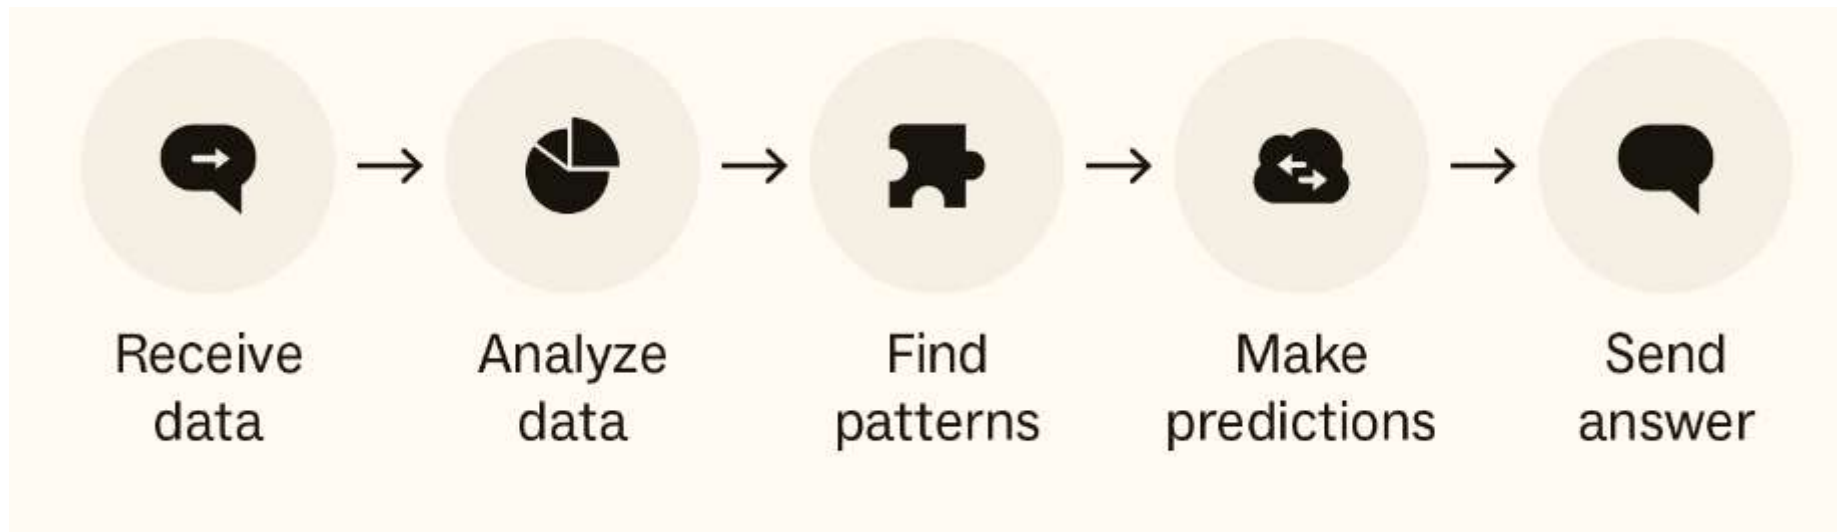 Receive
data
Analyze
data
Find
patterns
Make
predictions
Send
answer